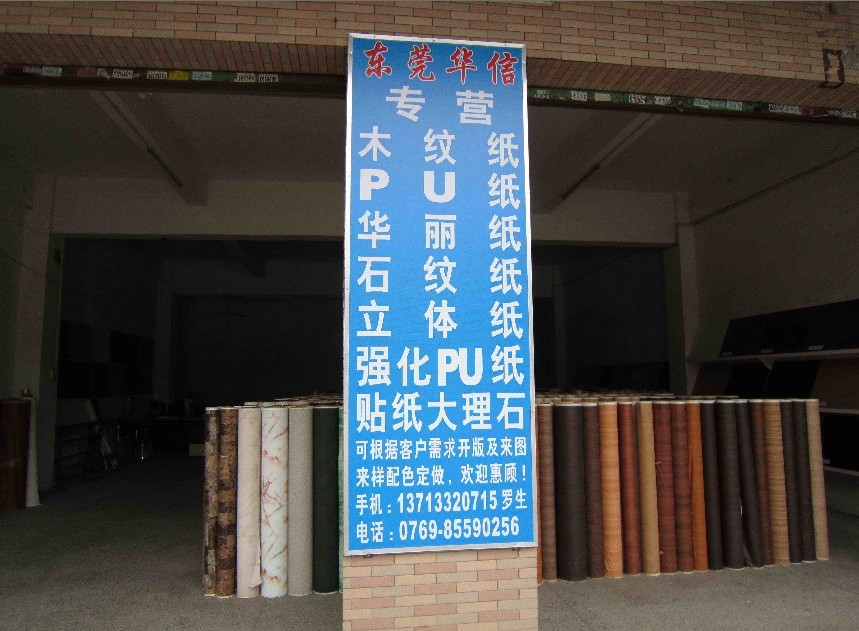 东莞华信
专营
木纹纸
PU纸
华丽纸
石纹纸
立体纸
强化PU纸
贴纸大理石
可根据客户需求开版及来图
来样配色定做，欢迎惠顾！
手机：13713320715 罗生
电话：0769-85590256